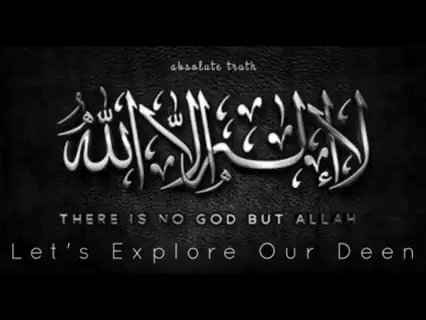 absolute truth
لا إله إلا الله
THERE IS NO GOD BUT ALLAH
Let's Explore Our Deen